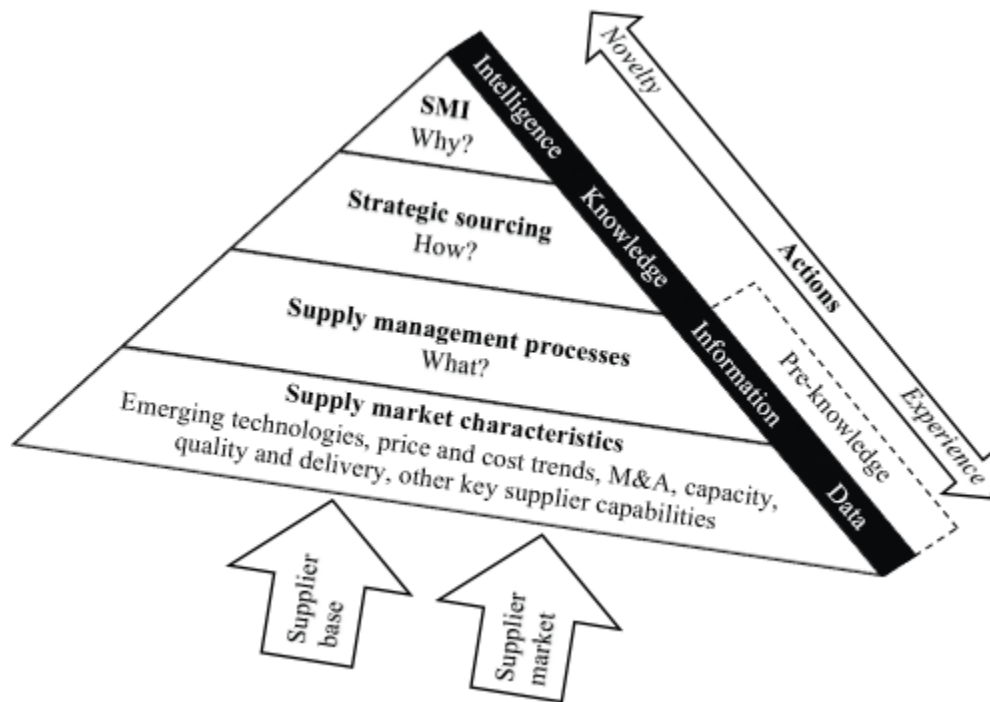 SMI
Why?
Strategic sourcing
How?
Supply management processes
What?
Supply market characteristics
Emerging technologies, price and cost trends, M&A, capacity,
quality and delivery, other key supplier capabilities
Intelligence
Knowledge
Information
Data
Pre-knowledge
Novelty
Actions
Experience
Supplier
base
Supplier
market